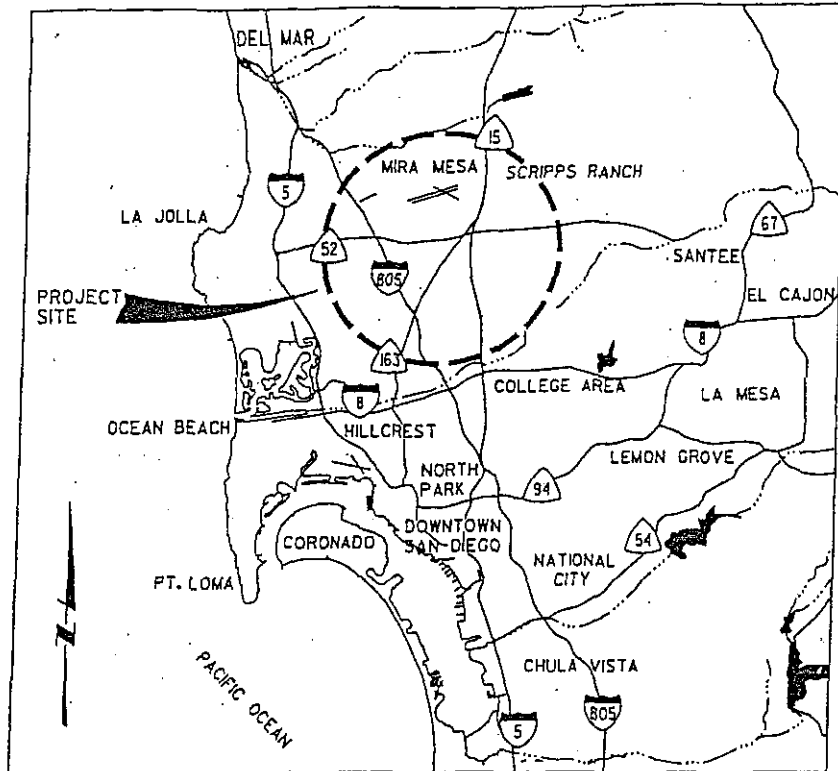 DEL MAR
15
MIRA MESA
SCRIPPS RANCH
5
LA JOLLA
67
52
SANTEE
805
PROJECT
SITE
EL CAJON
8
163
COLLEGE AREA
LA MESA
8
OCEAN BEACH
HILLCREST
LEMON GROVE
NORTH
PARK
94
DOWNTOWN
SAN DIEGO
54
CORONADO
NATIONAL
CITY
PT. LOMA
N
CHULA VISTA
PACIFIC OCEAN
805
5